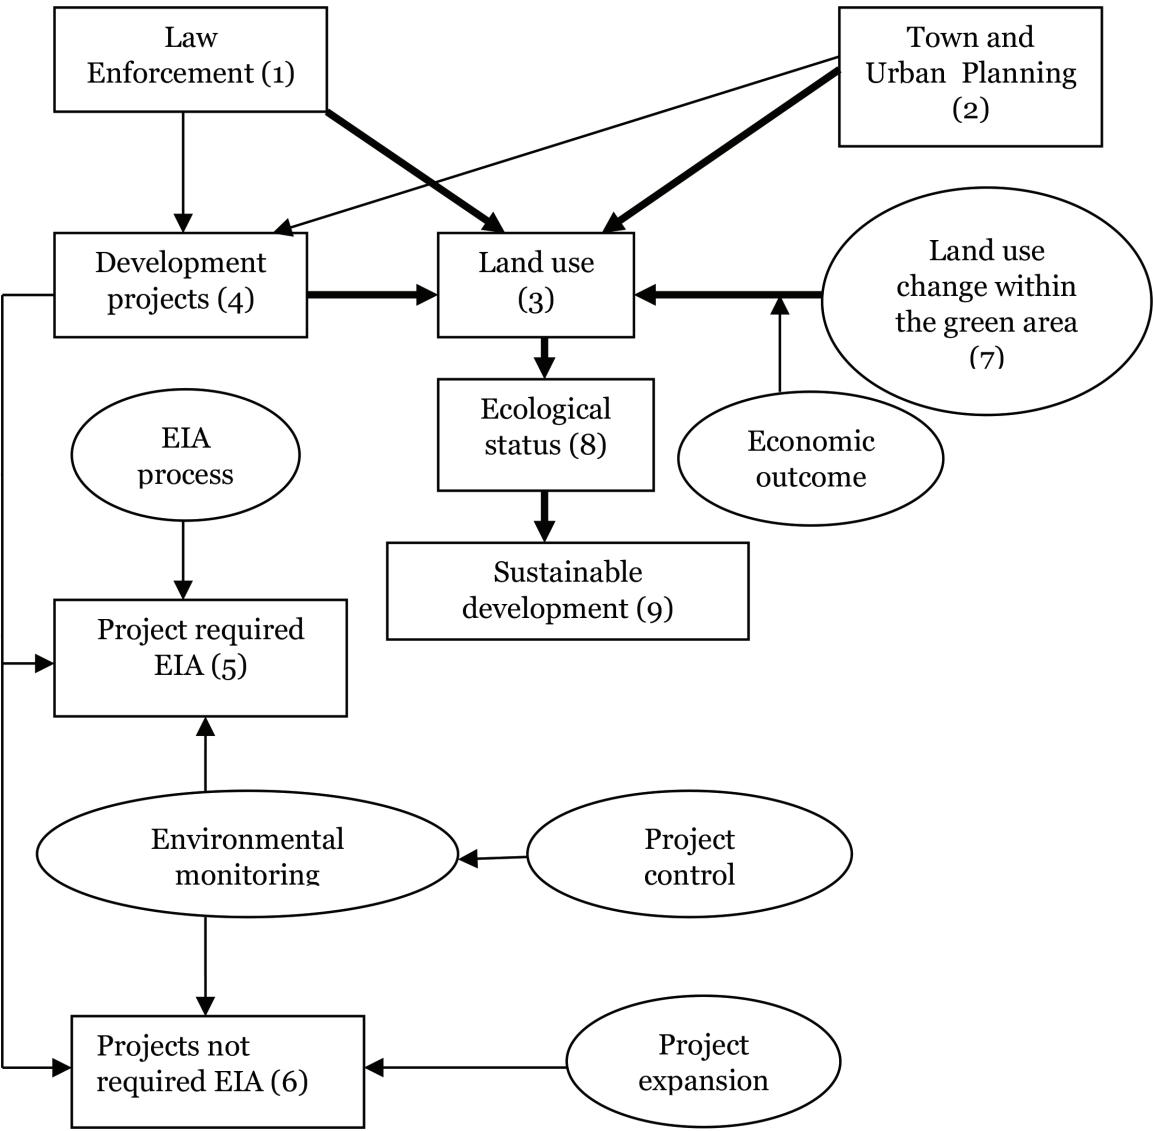 Law
Enforcement (1)
Town and
Urban Planning
(2)
Development
projects (4)
Land use
(3)
Land use
change within
the green area
(7)
EIA
process
Ecological
status (8)
Economic
outcome
Sustainable
development (9)
Project required
EIA (5)
Environmental
monitoring
Project
control
Projects not
required EIA (6)
Project
expansion